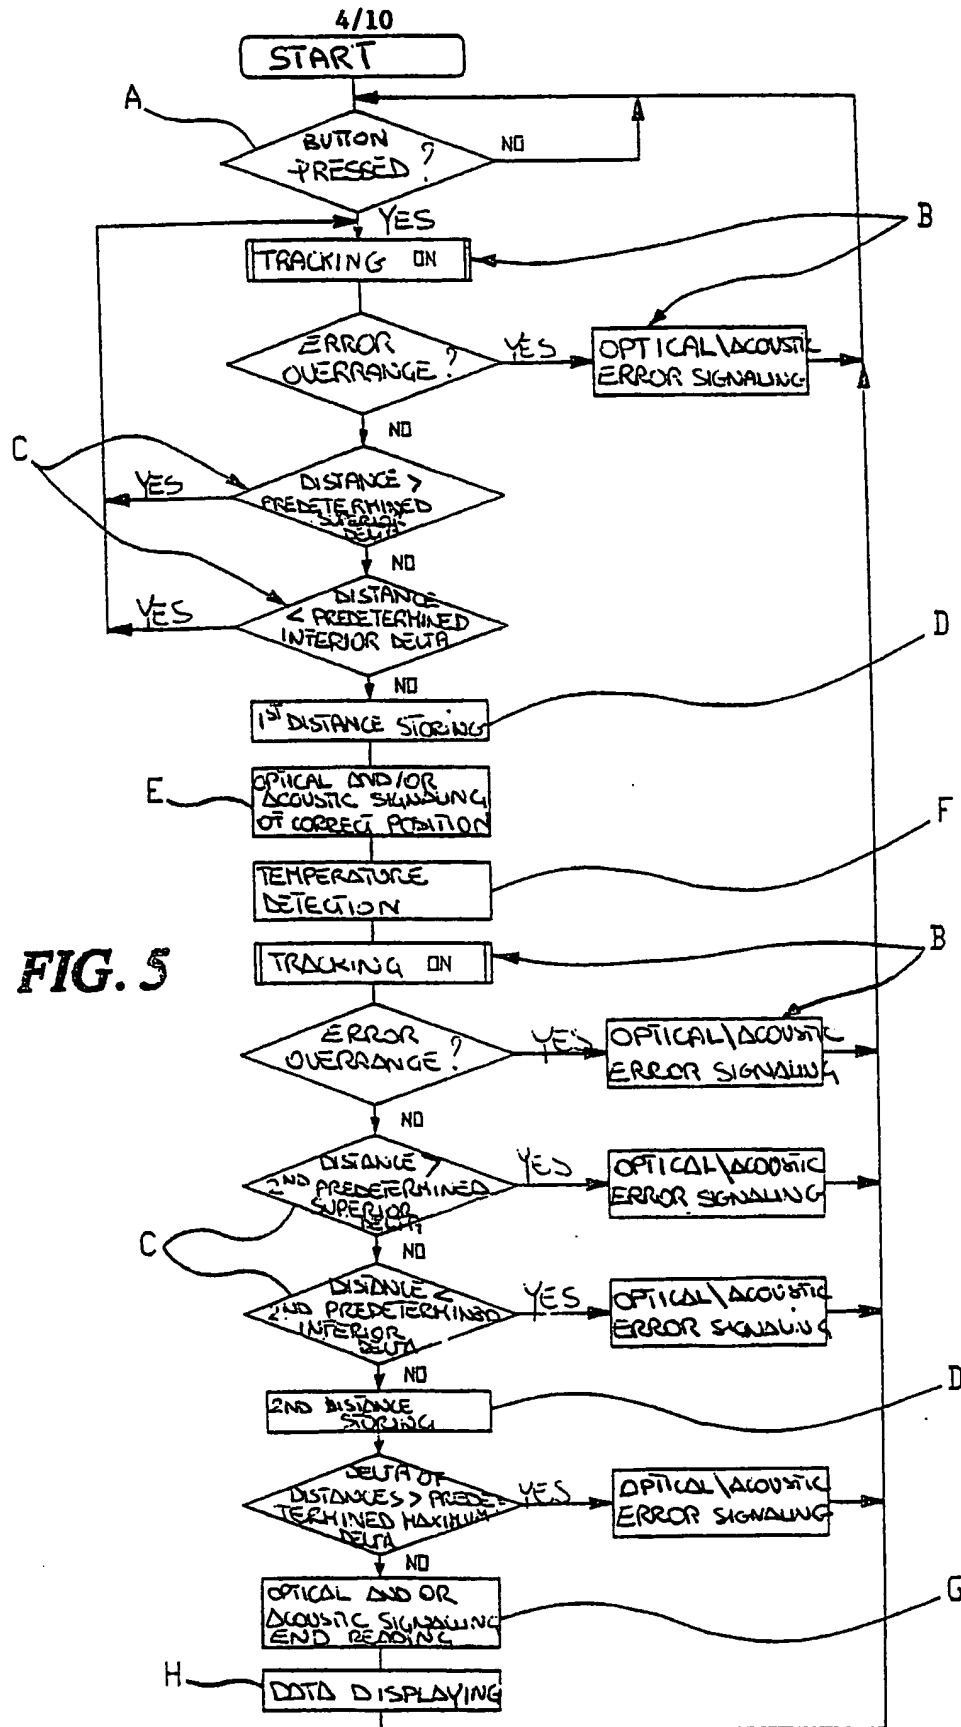 4/10
START
A
BUTTON
PRESSED?
NO
YES
B
TRACKING ON
ERROR
OVERRANGE?
YES
OPTICAL\ACOUSTIC
ERROR SIGNALING
NO
C
DISTANCE >
PREDETERMINED
SUPERIOR
DELTA
YES
NO
DISTANCE
< PREDETERMINED
INTERIOR DELTA
YES
NO
D
1ST DISTANCE STORING
E
OPTICAL AND/OR
ACOUSTIC SIGNALING
OF CORRECT POSITION
F
TEMPERATURE
DETECTION
FIG. 5
TRACKING ON
B
ERROR
OVERRANGE?
YES
OPTICAL\ACOUSTIC
ERROR SIGNALING
NO
DISTANCE >
2ND PREDETERMINED
SUPERIOR
DELTA
YES
OPTICAL\ACOUSTIC
ERROR SIGNALING
C
NO
DISTANCE <
2ND PREDETERMINED
INTERIOR
DELTA
YES
OPTICAL\ACOUSTIC
ERROR SIGNALING
NO
D
2ND DISTANCE
STORING
DELTA OF
DISTANCES > PREDE-
TERMINED MAXIMUM
DELTA
YES
OPTICAL\ACOUSTIC
ERROR SIGNALING
NO
OPTICAL AND OR
ACOUSTIC SIGNALLING
END READING
G
H
DATA DISPLAYING